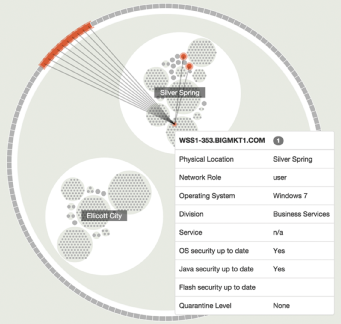 Silver Spring
WSS1-353.BIGMKT1.COM 1
Physical Location Silver Spring
Network Role user
Operating System Windows 7
Division Business Services
Service n/a
OS security up to date Yes
Java security up to date Yes
Flash security up to date
Quarantine Level None
Ellicott City